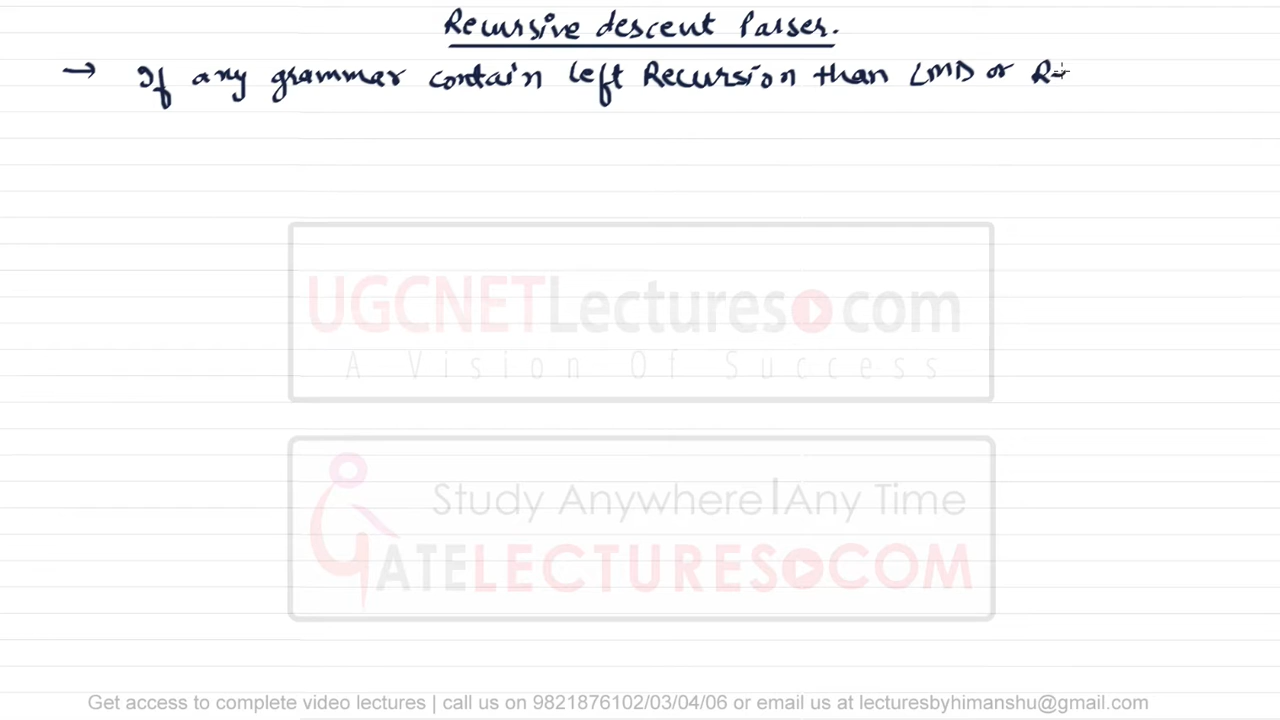 Recursive descent Parser.
→ If any grammar contain left Recursion than LMD or R
UGCNETLectures.com
A Vision Of Success
Study Anywhere|Any Time
GATELECTURES.COM
Get access to complete video lectures | call us on 9821876102/03/04/06 or email us at lecturesbyhimanshu@gmail.com